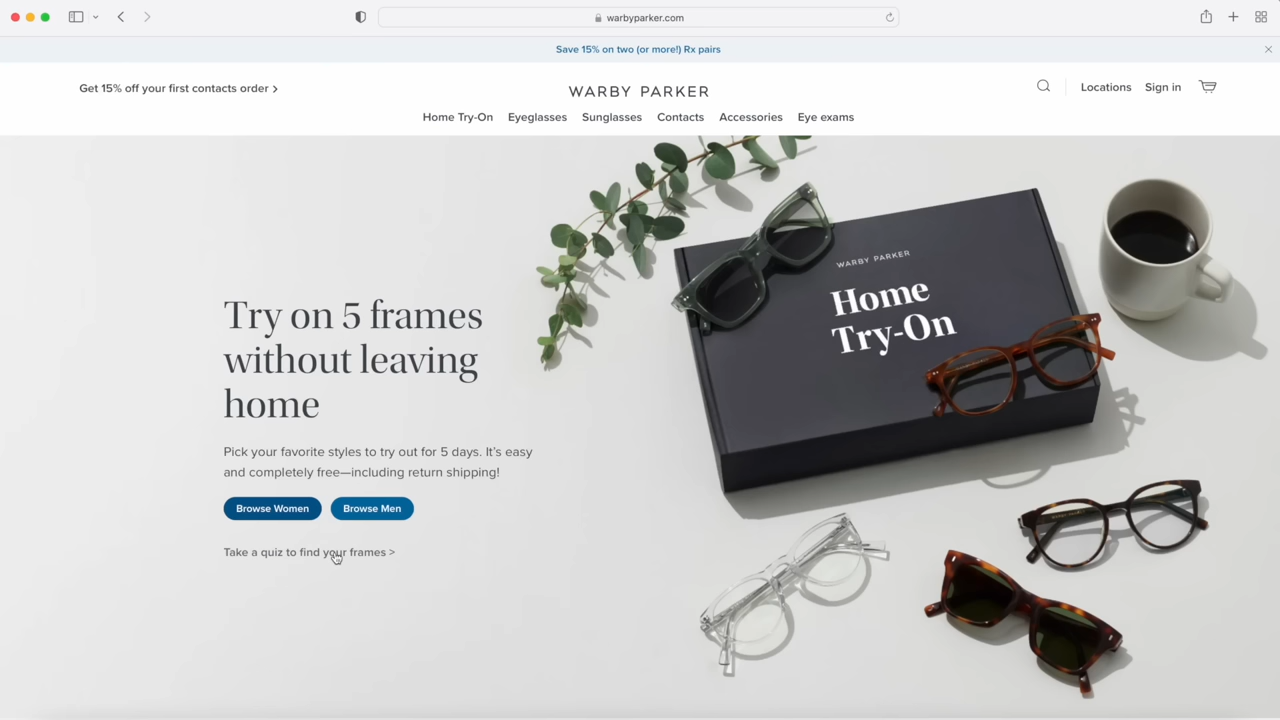 warbyparker.com
Save 15% on two (or more!) Rx pairs
Get 15% off your first contacts order >
WARBY PARKER
Locations
Sign in
Home Try-On
Eyeglasses
Sunglasses
Contacts
Accessories
Eye exams
WARBY PARKER
Home
Try-On
Try on 5 frames
without leaving
home
Pick your favorite styles to try out for 5 days. It's easy
and completely free—including return shipping!
Browse Women
Browse Men
Take a quiz to find your frames >